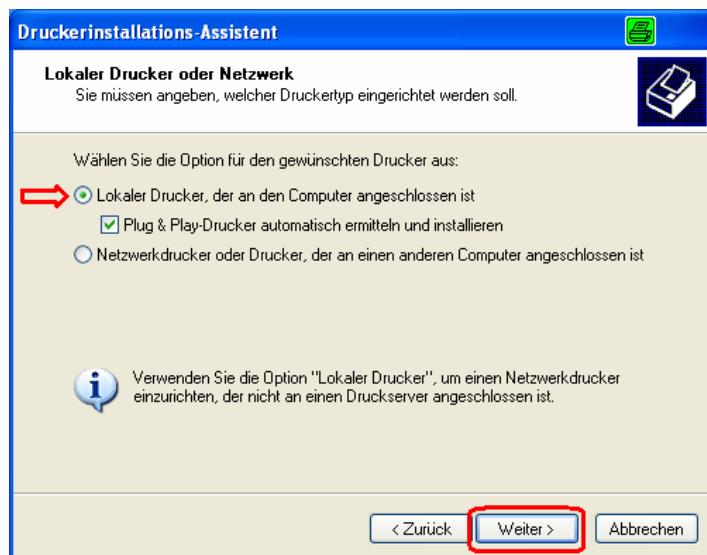 Druckerinstallations-Assistent
Lokaler Drucker oder Netzwerk
Sie müssen angeben, welcher Druckertyp eingerichtet werden soll.
Wählen Sie die Option für den gewünschten Drucker aus:
Lokaler Drucker, der an den Computer angeschlossen ist
Plug & Play-Drucker automatisch ermitteln und installieren
Netzwerkdrucker oder Drucker, der an einen anderen Computer angeschlossen ist
Verwenden Sie die Option "Lokaler Drucker", um einen Netzwerkdrucker
einzurichten, der nicht an einen Druckserver angeschlossen ist.
< Zurück Weiter > Abbrechen